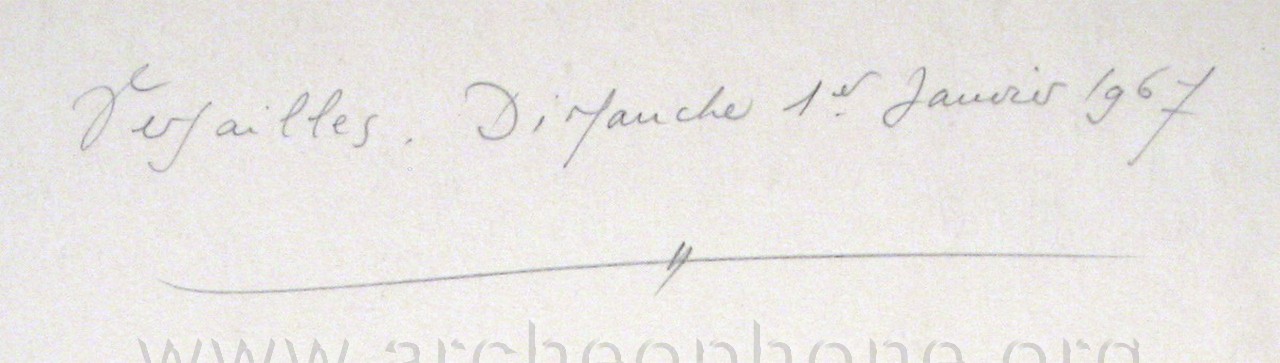 Versailles. Dimanche 1er Janvier 1967
www.archeophone.org